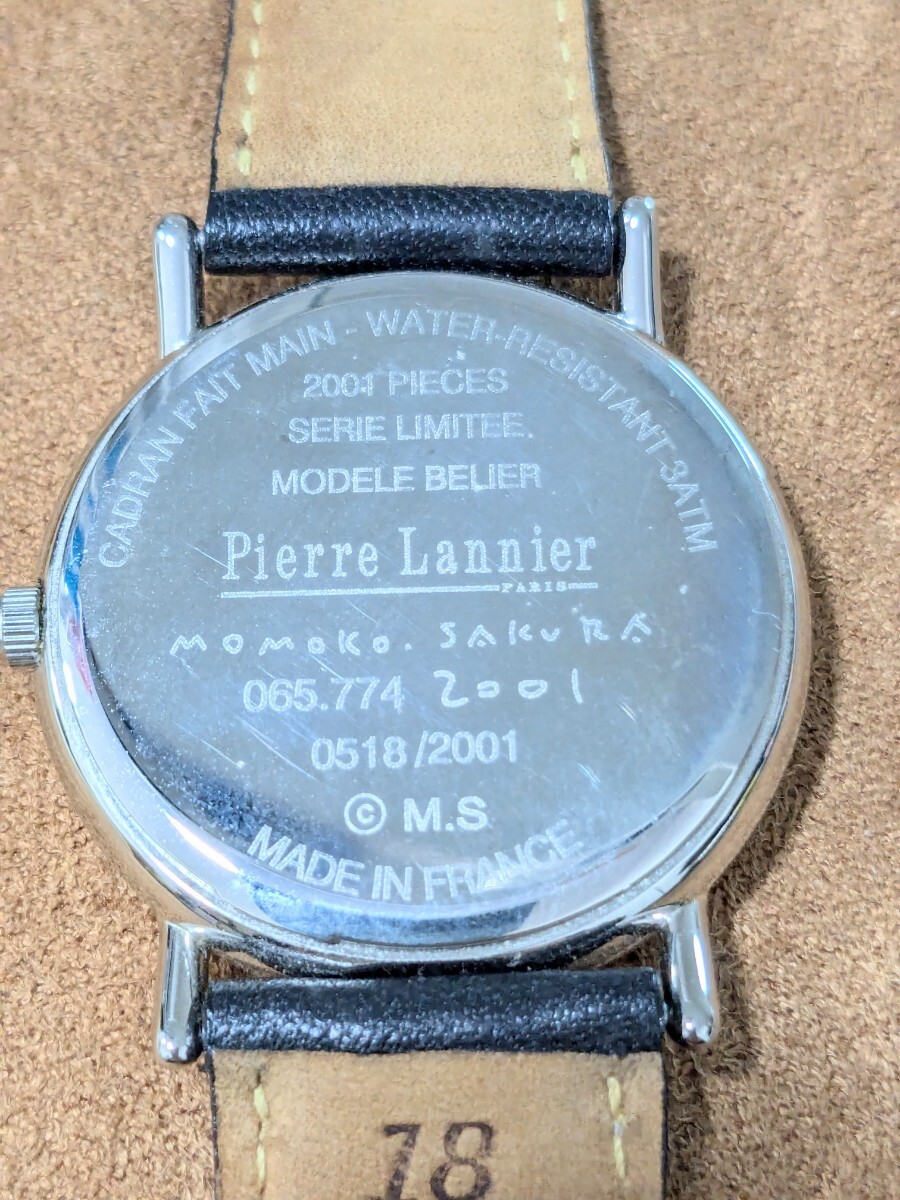 CADRAN FAIT MAIN - WATER-RESISTANT-3ATM
2001 PIECES
SERIE LIMITEE.
MODELE BELIER
Pierre Lannier
PARIS
MOMOKO. SAKURA
065.774 2001
0518/2001
© M.S
MADE IN FRANCE
18